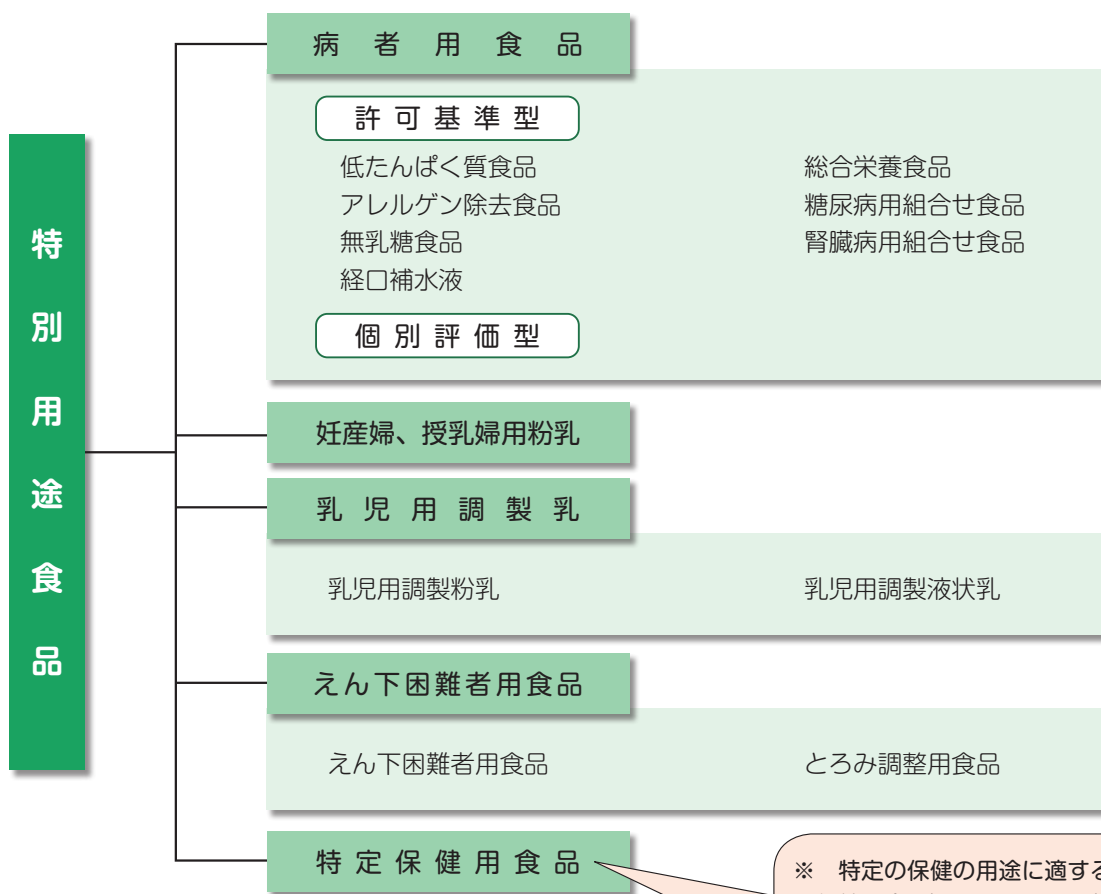 特別用途食品
病者用食品
許可基準型
低たんぱく質食品
アレルゲン除去食品
無乳糖食品
経口補水液
総合栄養食品
糖尿病用組合せ食品
腎臓病用組合せ食品
個別評価型
妊産婦、授乳婦用粉乳
乳児用調製乳
乳児用調製粉乳
乳児用調製液状乳
えん下困難者用食品
えん下困難者用食品
とろみ調整用食品
特定保健用食品
※ 特定の保健の用途に適する